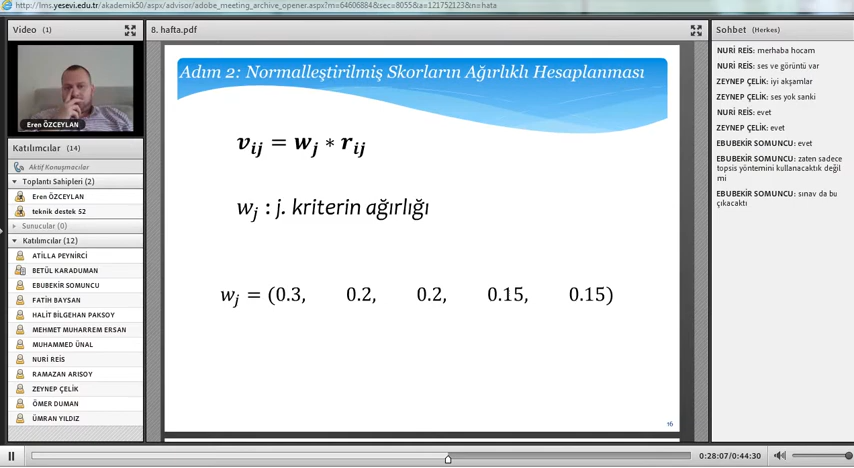 http://lms.yesevi.edu.tr/akademik50/aspx/advisor/adobe_meeting_archive_opener.aspx?m=64606884&sec=8055&a=121752123&n=hata
Video (1)
Eren ÖZCEYLAN
Katılımcılar (14)
Aktif Konuşmacılar
Toplantı Sahipleri (2)
Eren ÖZCEYLAN
teknik destek 52
Sunucular (0)
Katılımcılar (12)
ATİLLA PEYNİRCİ
BETÜL KARADUMAN
EBUBEKİR SOMUNCU
FATİH BAYSAN
HALİT BİLGEHAN PAKSOY
MEHMET MUHARREM ERSAN
MUHAMMED ÜNAL
NURİ REİS
RAMAZAN ARISOY
ZEYNEP ÇELİK
ÖMER DUMAN
ÜMRAN YILDIZ
8. hafta.pdf
Adım 2: Normalleştirilmiş Skorların Ağırlıklı Hesaplanması
v_ij = w_j * r_ij
w_j : j. kriterin ağırlığı
w_j = (0.3, 0.2, 0.2, 0.15, 0.15)
16
Sohbet (Herkes)
NURİ REİS: merhaba hocam
NURİ REİS: ses ve görüntü var
ZEYNEP ÇELİK: iyi akşamlar
ZEYNEP ÇELİK: ses yok sanki
NURİ REİS: evet
ZEYNEP ÇELİK: evet
EBUBEKİR SOMUNCU: evet
EBUBEKİR SOMUNCU: zaten sadece
topsis yöntemini kullanacaktık değil
mi
EBUBEKİR SOMUNCU: sınav da bu
çıkacaktı
0:28:07/0:44:30